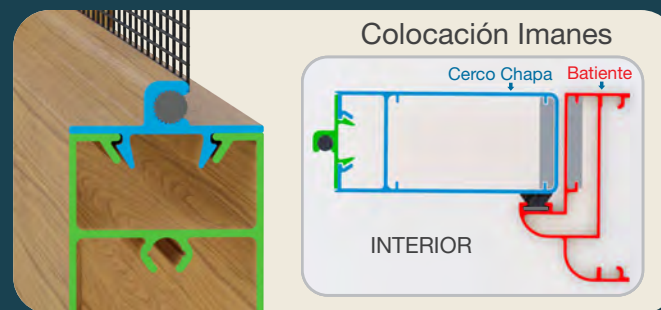 Colocación Imanes
Cerco Chapa
Batiente
INTERIOR